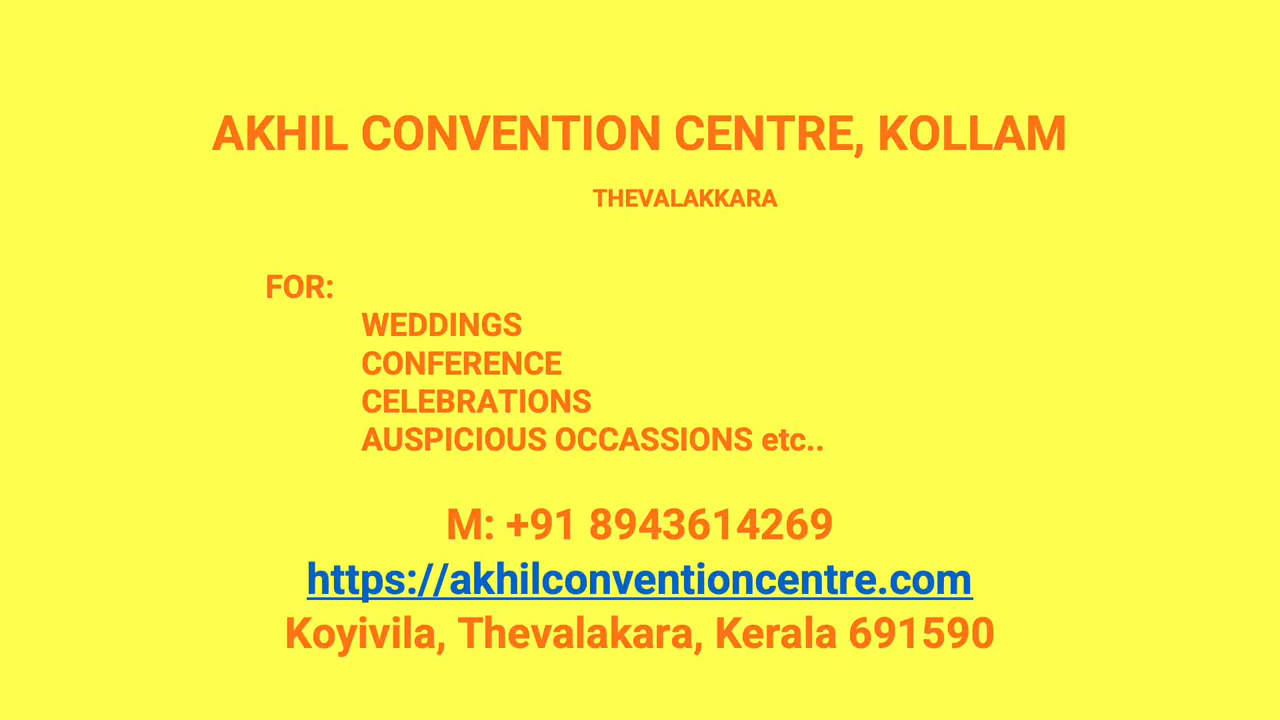 AKHIL CONVENTION CENTRE, KOLLAM
THEVALAKKARA
FOR:
WEDDINGS
CONFERENCE
CELEBRATIONS
AUSPICIOUS OCCASSIONS etc..
M: +91 8943614269
https://akhilconventioncentre.com
Koyivila, Thevalakara, Kerala 691590